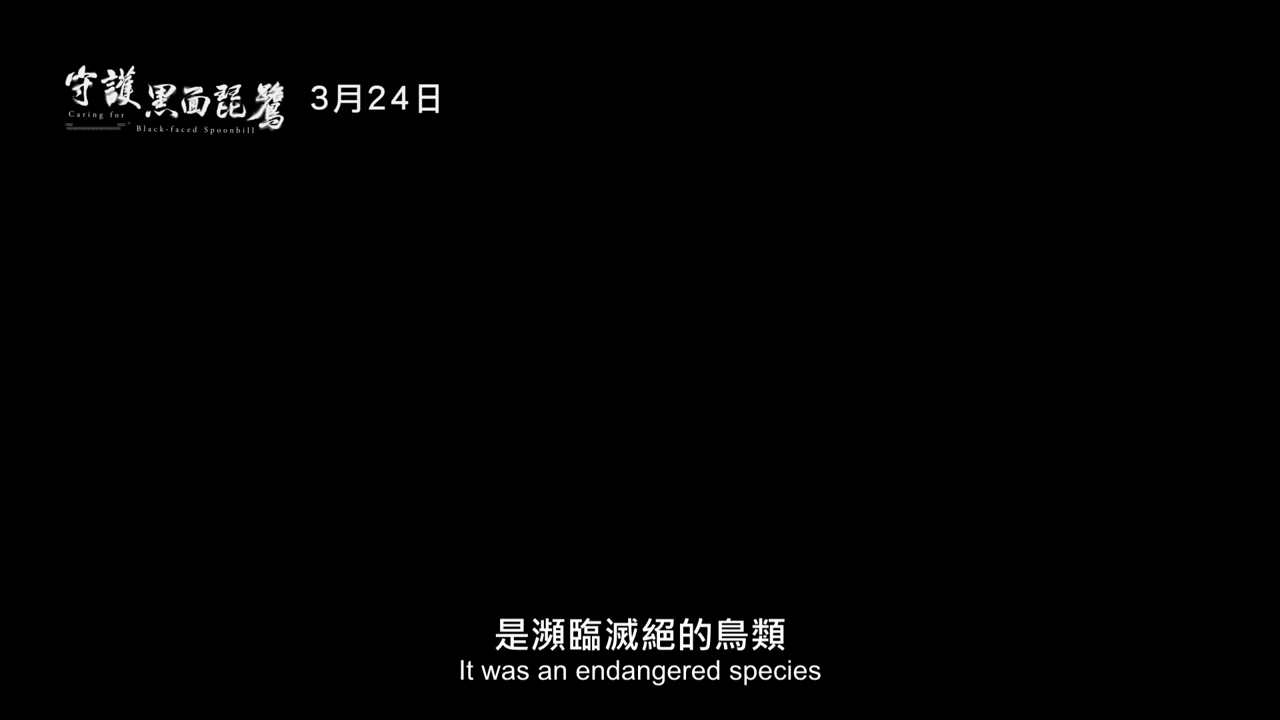 守護黑面琵鷺 3月24日
Caring for
Black-faced Spoonbill
是瀕臨滅絕的鳥類
It was an endangered species